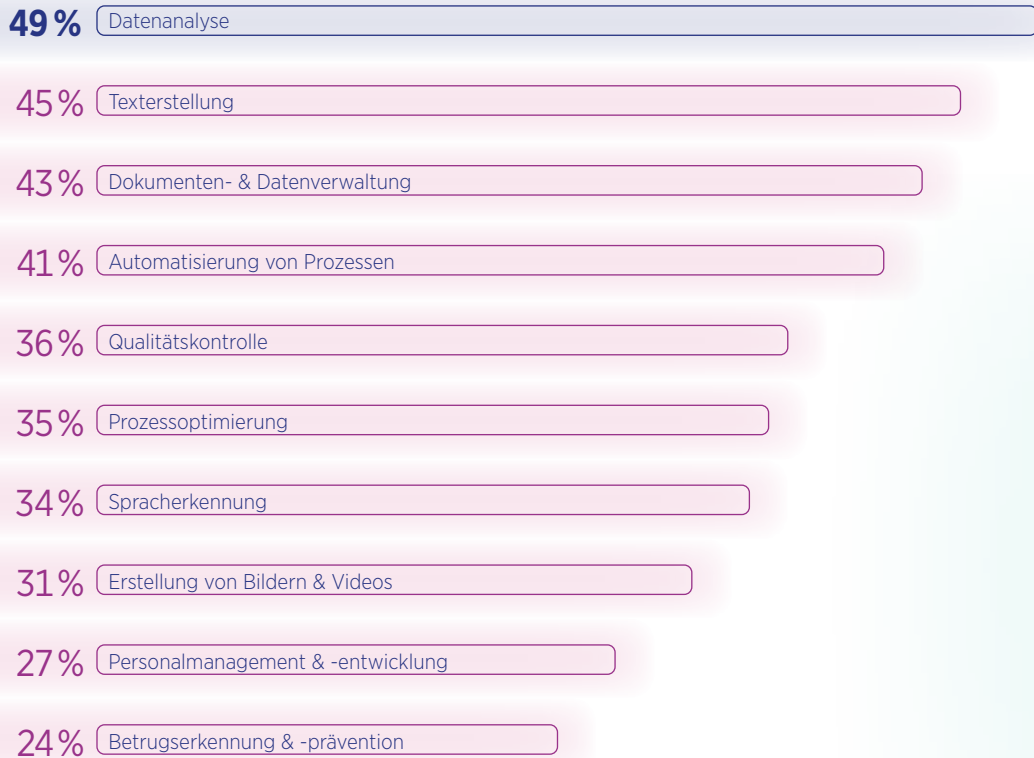 49 % Datenanalyse
45 % Texterstellung
43 % Dokumenten- & Datenverwaltung
41 % Automatisierung von Prozessen
36 % Qualitätskontrolle
35 % Prozessoptimierung
34 % Spracherkennung
31 % Erstellung von Bildern & Videos
27 % Personalmanagement & -entwicklung
24 % Betrugserkennung & -prävention